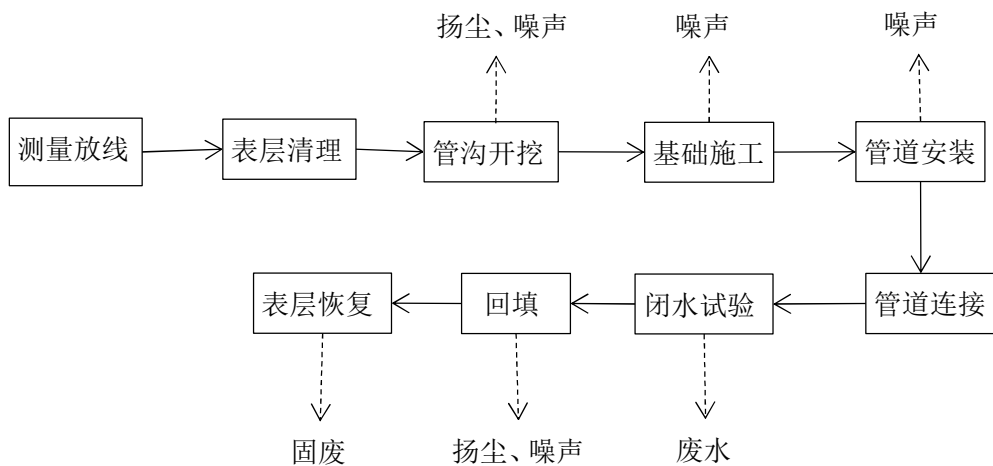 扬尘、噪声
噪声
噪声
测量放线
表层清理
管沟开挖
基础施工
管道安装
表层恢复
回填
闭水试验
管道连接
固废
扬尘、噪声
废水